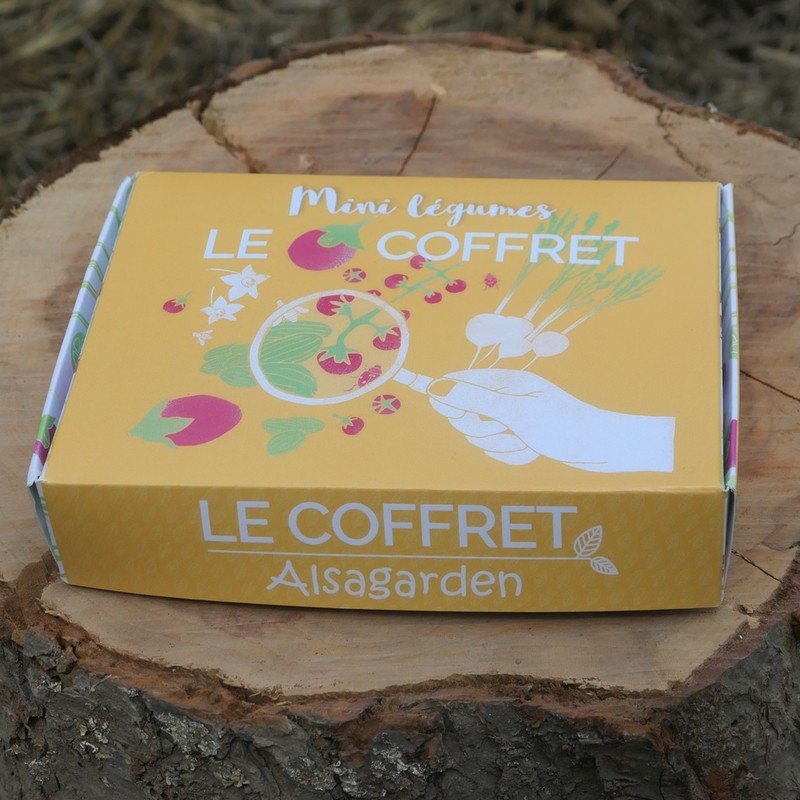 Mini légumes
LE COFFRET
LE COFFRET
Alsagarden